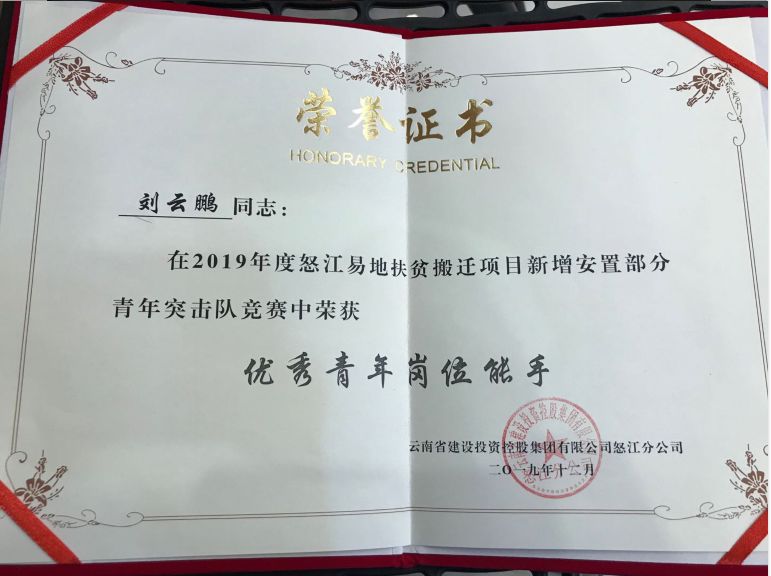 荣誉证书
HONORARY CREDENTIAL
刘云鹏 同志：
在2019年度怒江易地扶贫搬迁项目新增安置部分
青年突击队竞赛中荣获
优秀青年岗位能手
云南省建设投资控股集团有限公司怒江分公司
二〇一九年十二月